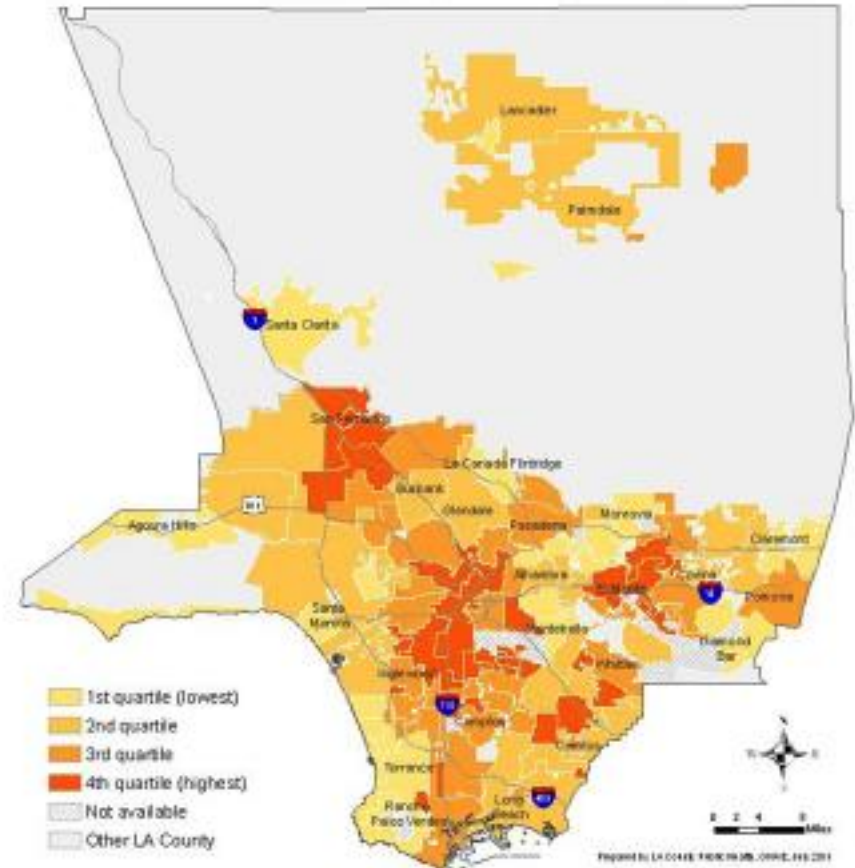 Lancaster
Palmdale
Santa Clarita
San Fernando
La Canada Flintridge
Burbank
Glendale
Agoura Hills
101
Pasadena
Monrovia
Claremont
Alhambra
Covina
Pomona
Santa
Monica
Montebello
Diamond
Bar
Whittier
Inglewood
110
Compton
Cerritos
Torrance
Rancho
Palos Verdes
Long
Beach
1st quartile (lowest)
2nd quartile
3rd quartile
4th quartile (highest)
Not available
Other LA County
Miles